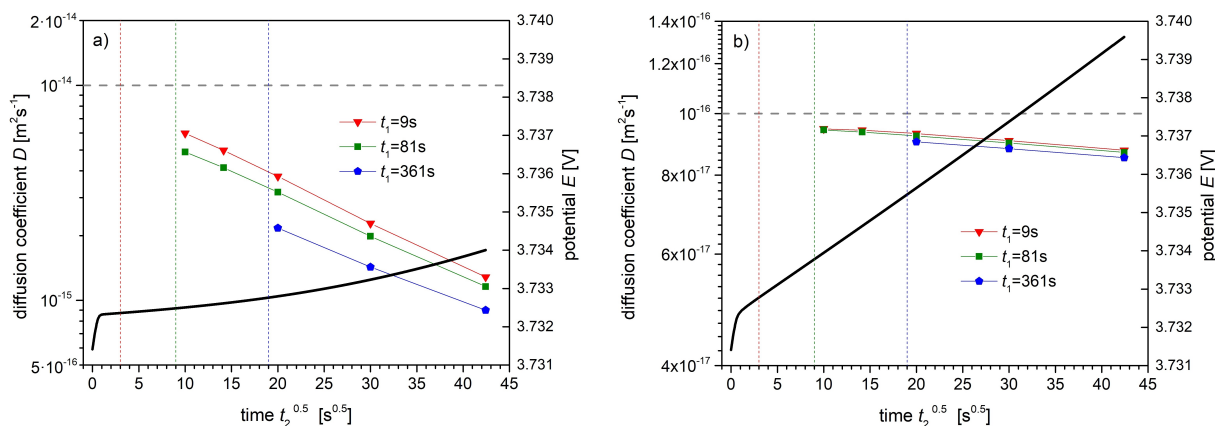 a)
2·10⁻¹⁴
10⁻¹⁴
10⁻¹⁵
5·10⁻¹⁶
diffusion coefficient D [m²s⁻¹]
t₁=9s
t₁=81s
t₁=361s
3.740
3.739
3.738
3.737
3.736
3.735
3.734
3.733
3.732
3.731
potential E [V]
0 5 10 15 20 25 30 35 40 45
time t₂^0.5 [s^0.5]
b)
1.4x10⁻¹⁶
1.2x10⁻¹⁶
10⁻¹⁶
8x10⁻¹⁷
6x10⁻¹⁷
4x10⁻¹⁷
diffusion coefficient D [m²s⁻¹]
t₁=9s
t₁=81s
t₁=361s
3.740
3.739
3.738
3.737
3.736
3.735
3.734
3.733
3.732
3.731
potential E [V]
0 5 10 15 20 25 30 35 40 45
time t₂^0.5 [s^0.5]